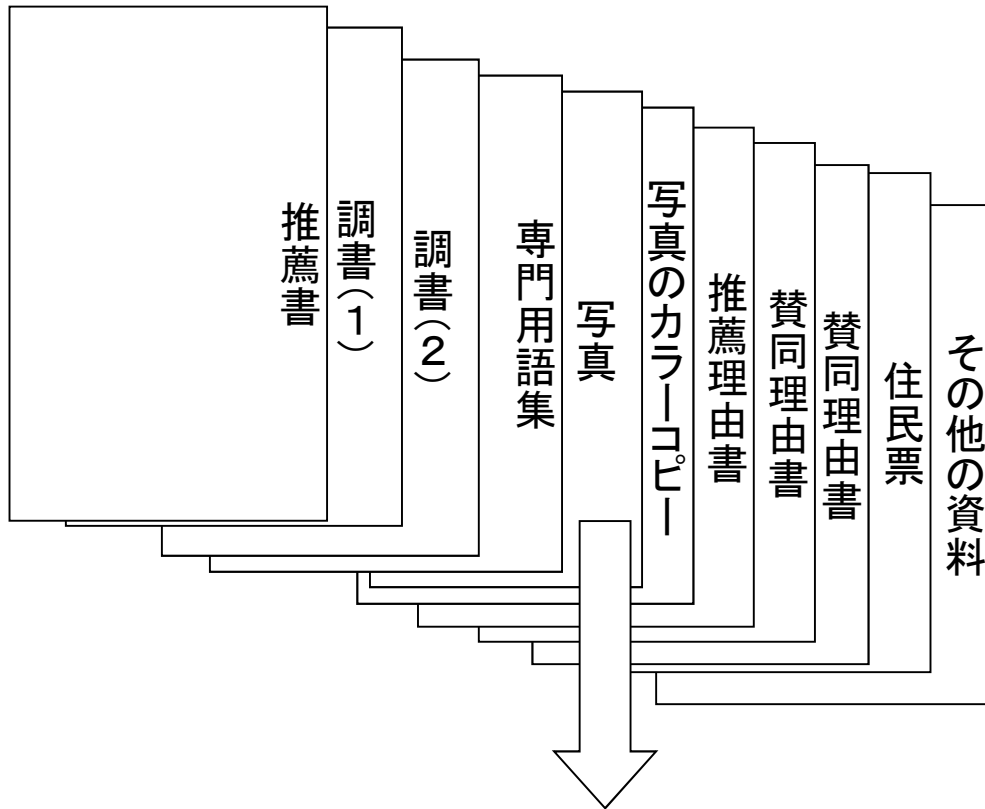 推薦書
調書（１）
調書（２）
専門用語集
写真
写真のカラーコピー
推薦理由書
賛同理由書
賛同理由書
住民票
その他の資料